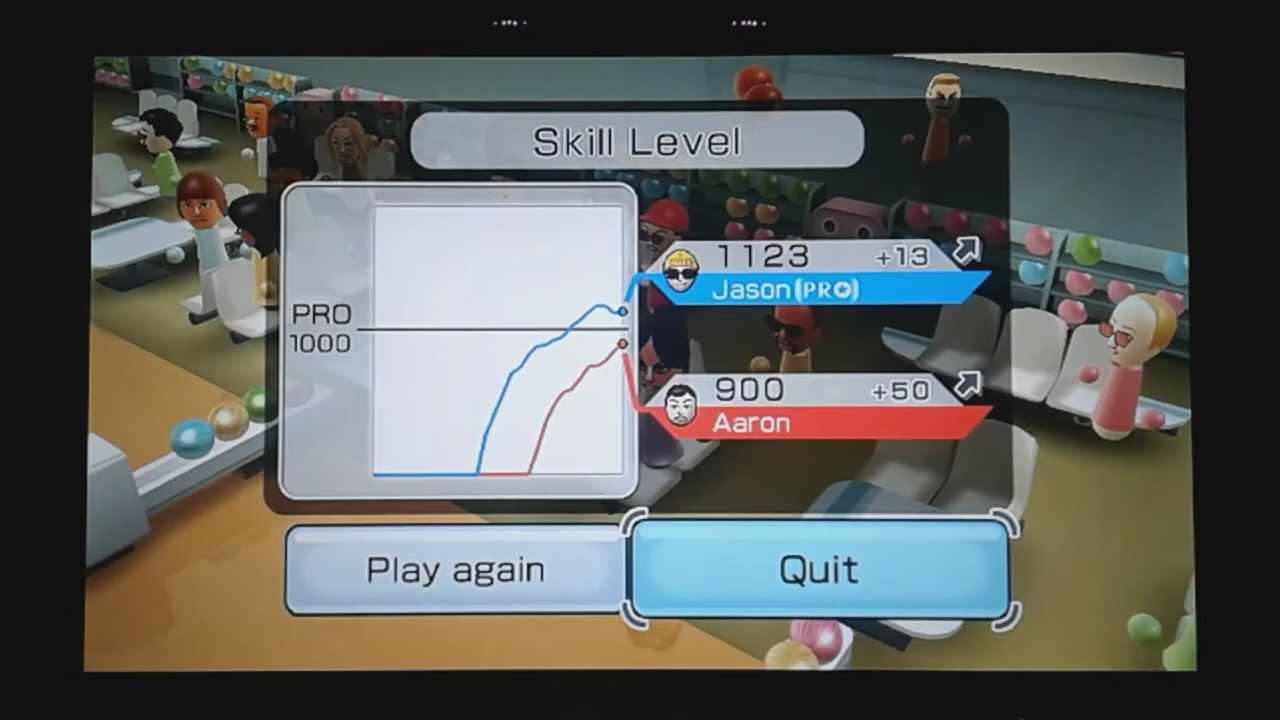 Skill Level
PRO
1000
1123 +13
Jason(PRO)
900 +50
Aaron
Play again
Quit